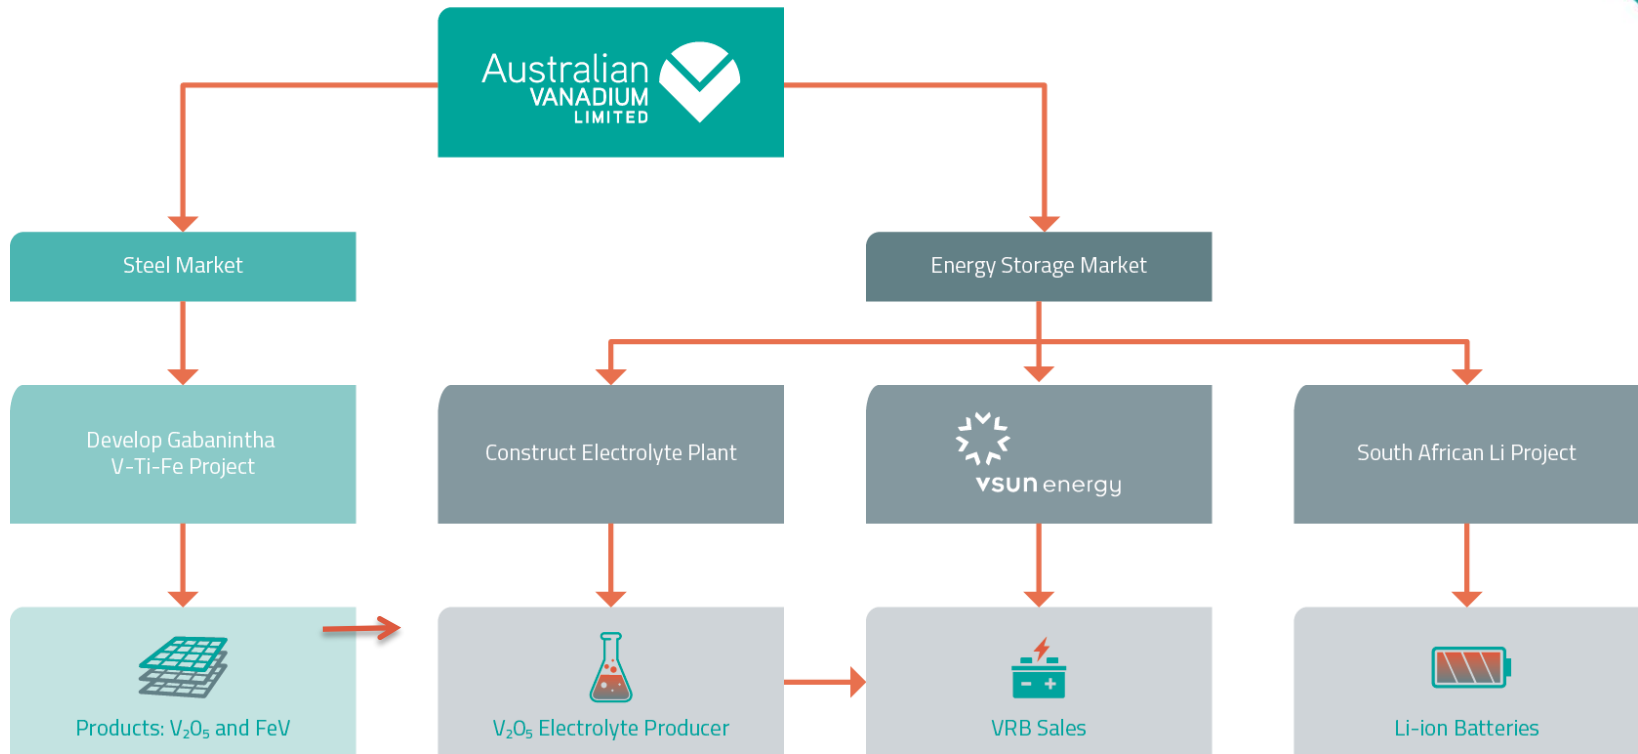 Australian
VANADIUM
LIMITED
Steel Market
Energy Storage Market
Develop Gabanintha
V-Ti-Fe Project
Construct Electrolyte Plant
vsun energy
South African Li Project
Products: V₂O₅ and FeV
V₂O₅ Electrolyte Producer
VRB Sales
Li-ion Batteries